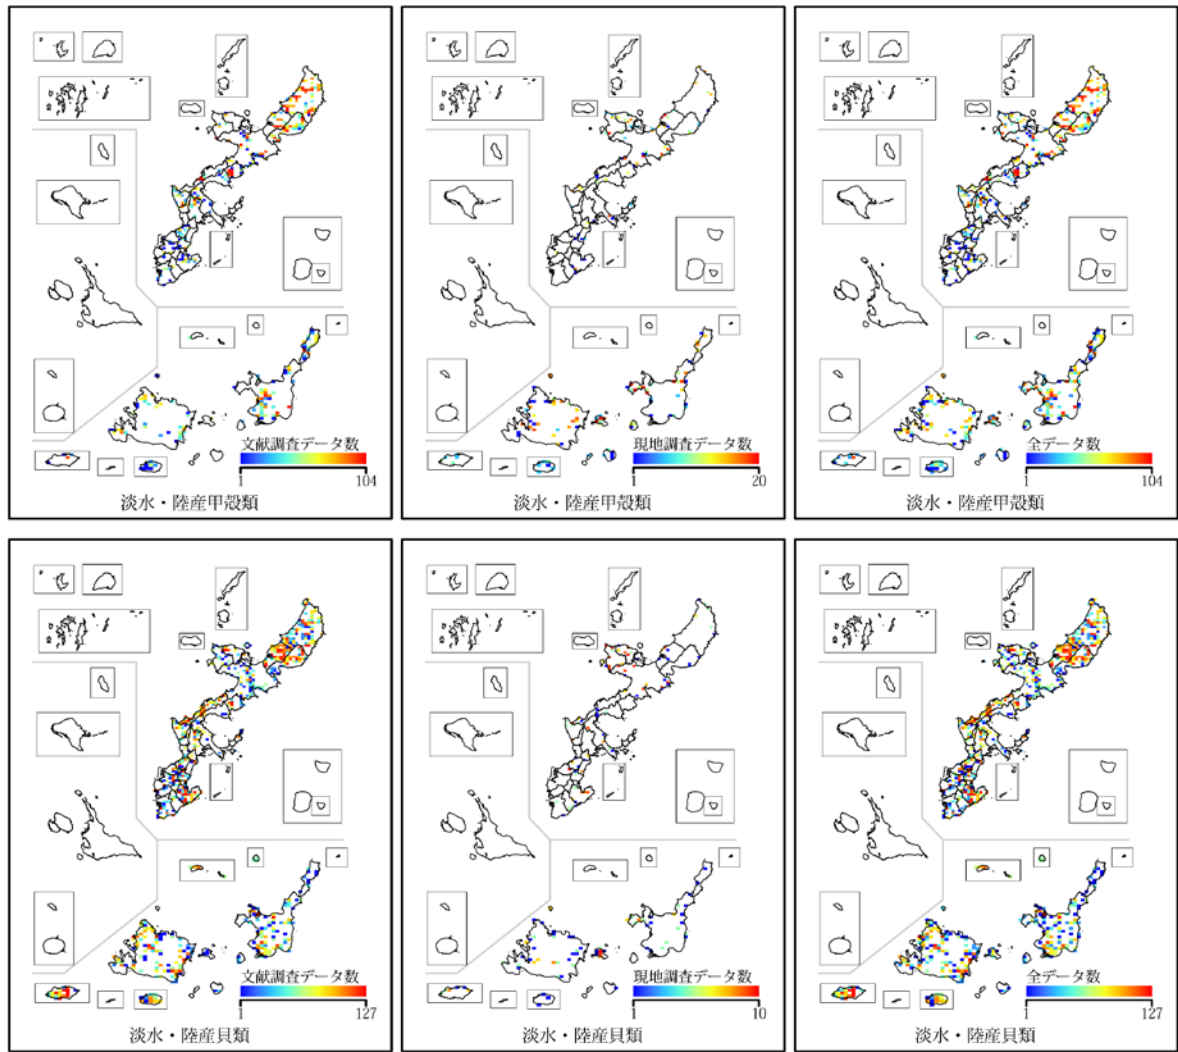 文献調査データ数
1 104
淡水・陸産甲殻類
現地調査データ数
1 20
淡水・陸産甲殻類
全データ数
1 104
淡水・陸産甲殻類
文献調査データ数
1 127
淡水・陸産貝類
現地調査データ数
1 10
淡水・陸産貝類
全データ数
1 127
淡水・陸産貝類